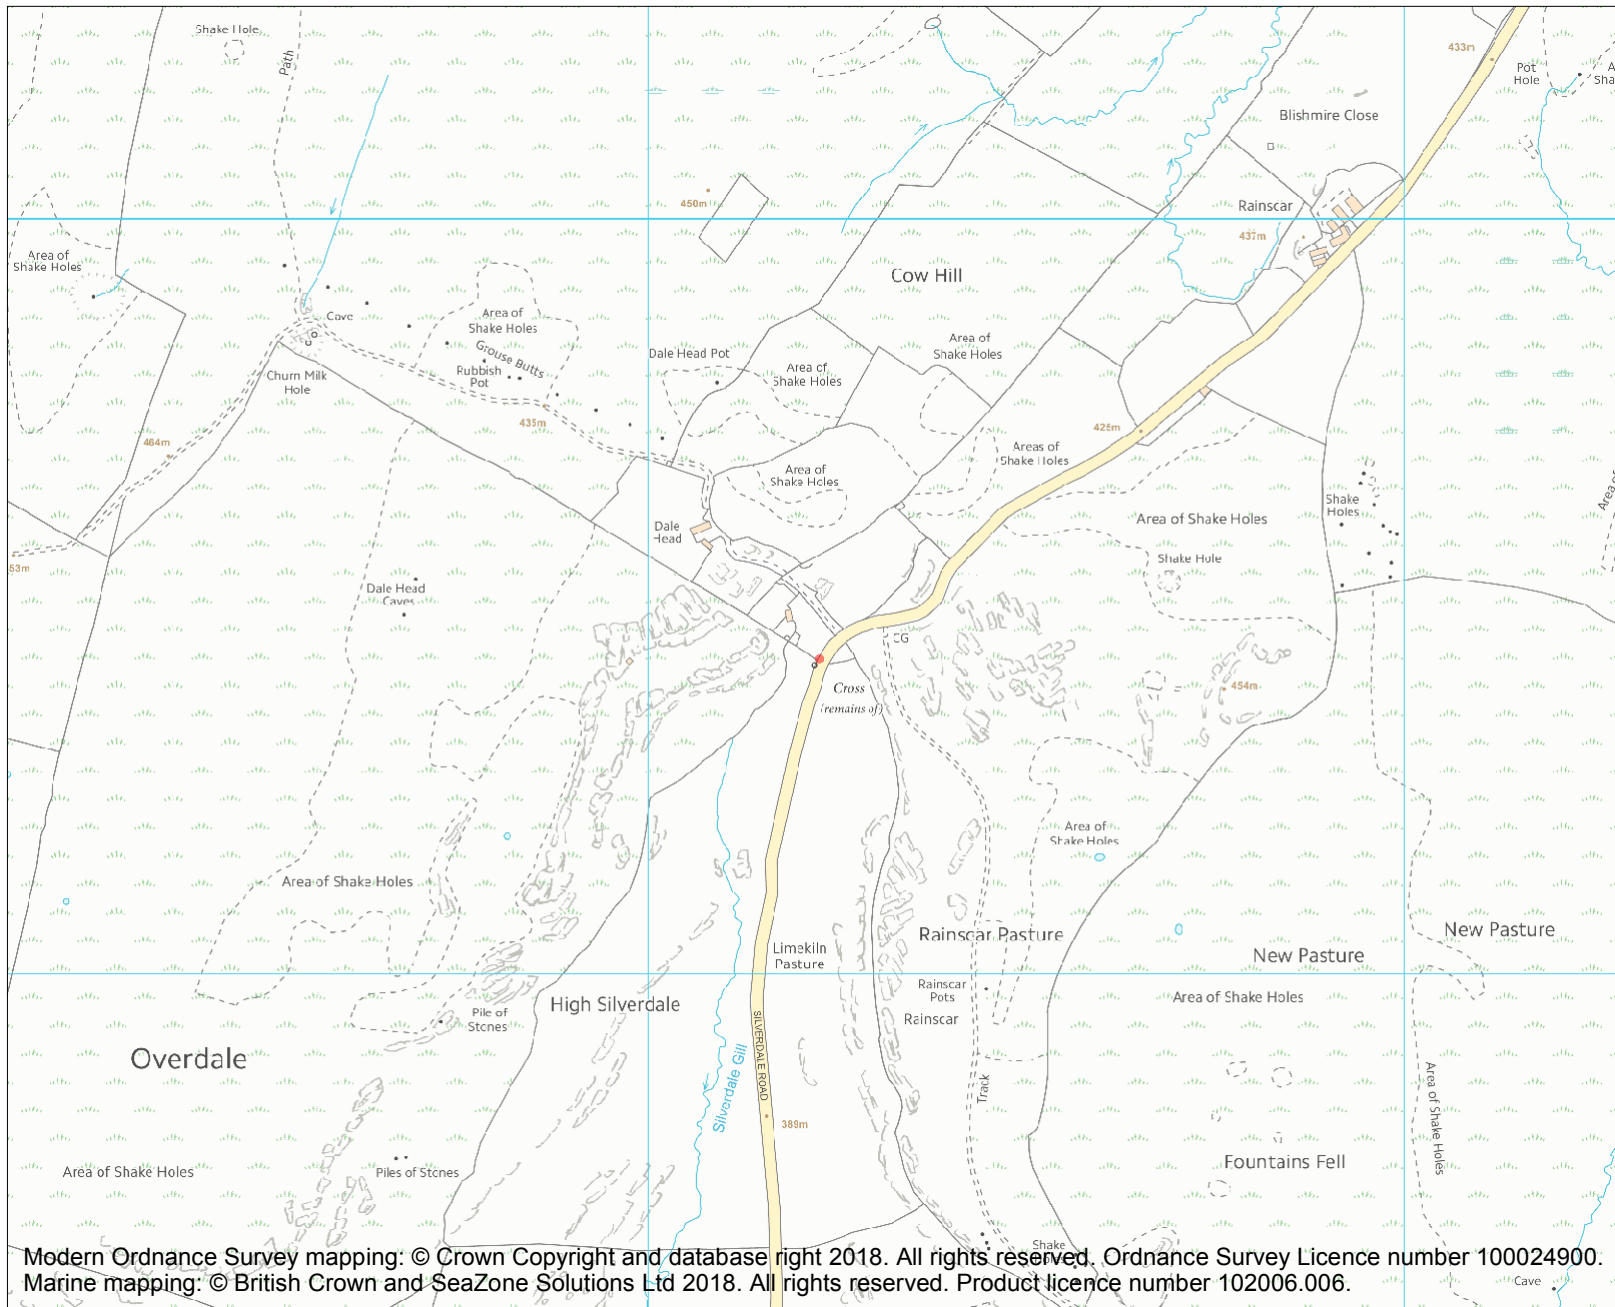 Shake Hole
Path
433m
Pot
Hole
Blishmire Close
450m
Rainscar
437m
Area of
Shake Holes
Cow Hill
Cave
Area of
Shake Holes
Grouse Butts
Rubbish
Pot
Dale Head Pot
Area of
Shake Holes
Area of
Shake Holes
Churn Milk
Hole
435m
464m
425m
Areas of
Shake Holes
Area of
Shake Holes
Shake
Holes
Area of Shake Holes
Dale
Head
Shake Hole
53m
Dale Head
Caves
CG
Cross
(remains of)
454m
Area of
Shake Holes
Area of Shake Holes
Rainscar Pasture
New Pasture
New Pasture
Limekiln
Pasture
High Silverdale
Rainscar
Pots
Rainscar
Area of Shake Holes
Pile of
Stones
Overdale
SILVERDALE ROAD
Silverdale Gill
Track
Area of Shake Holes
389m
Area of Shake Holes
Piles of Stones
Fountains Fell
Shake
Holes
Modern Ordnance Survey mapping: © Crown Copyright and database right 2018. All rights reserved. Ordnance Survey Licence number 100024900.
Marine mapping: © British Crown and SeaZone Solutions Ltd 2018. All rights reserved. Product licence number 102006.006.
Cave